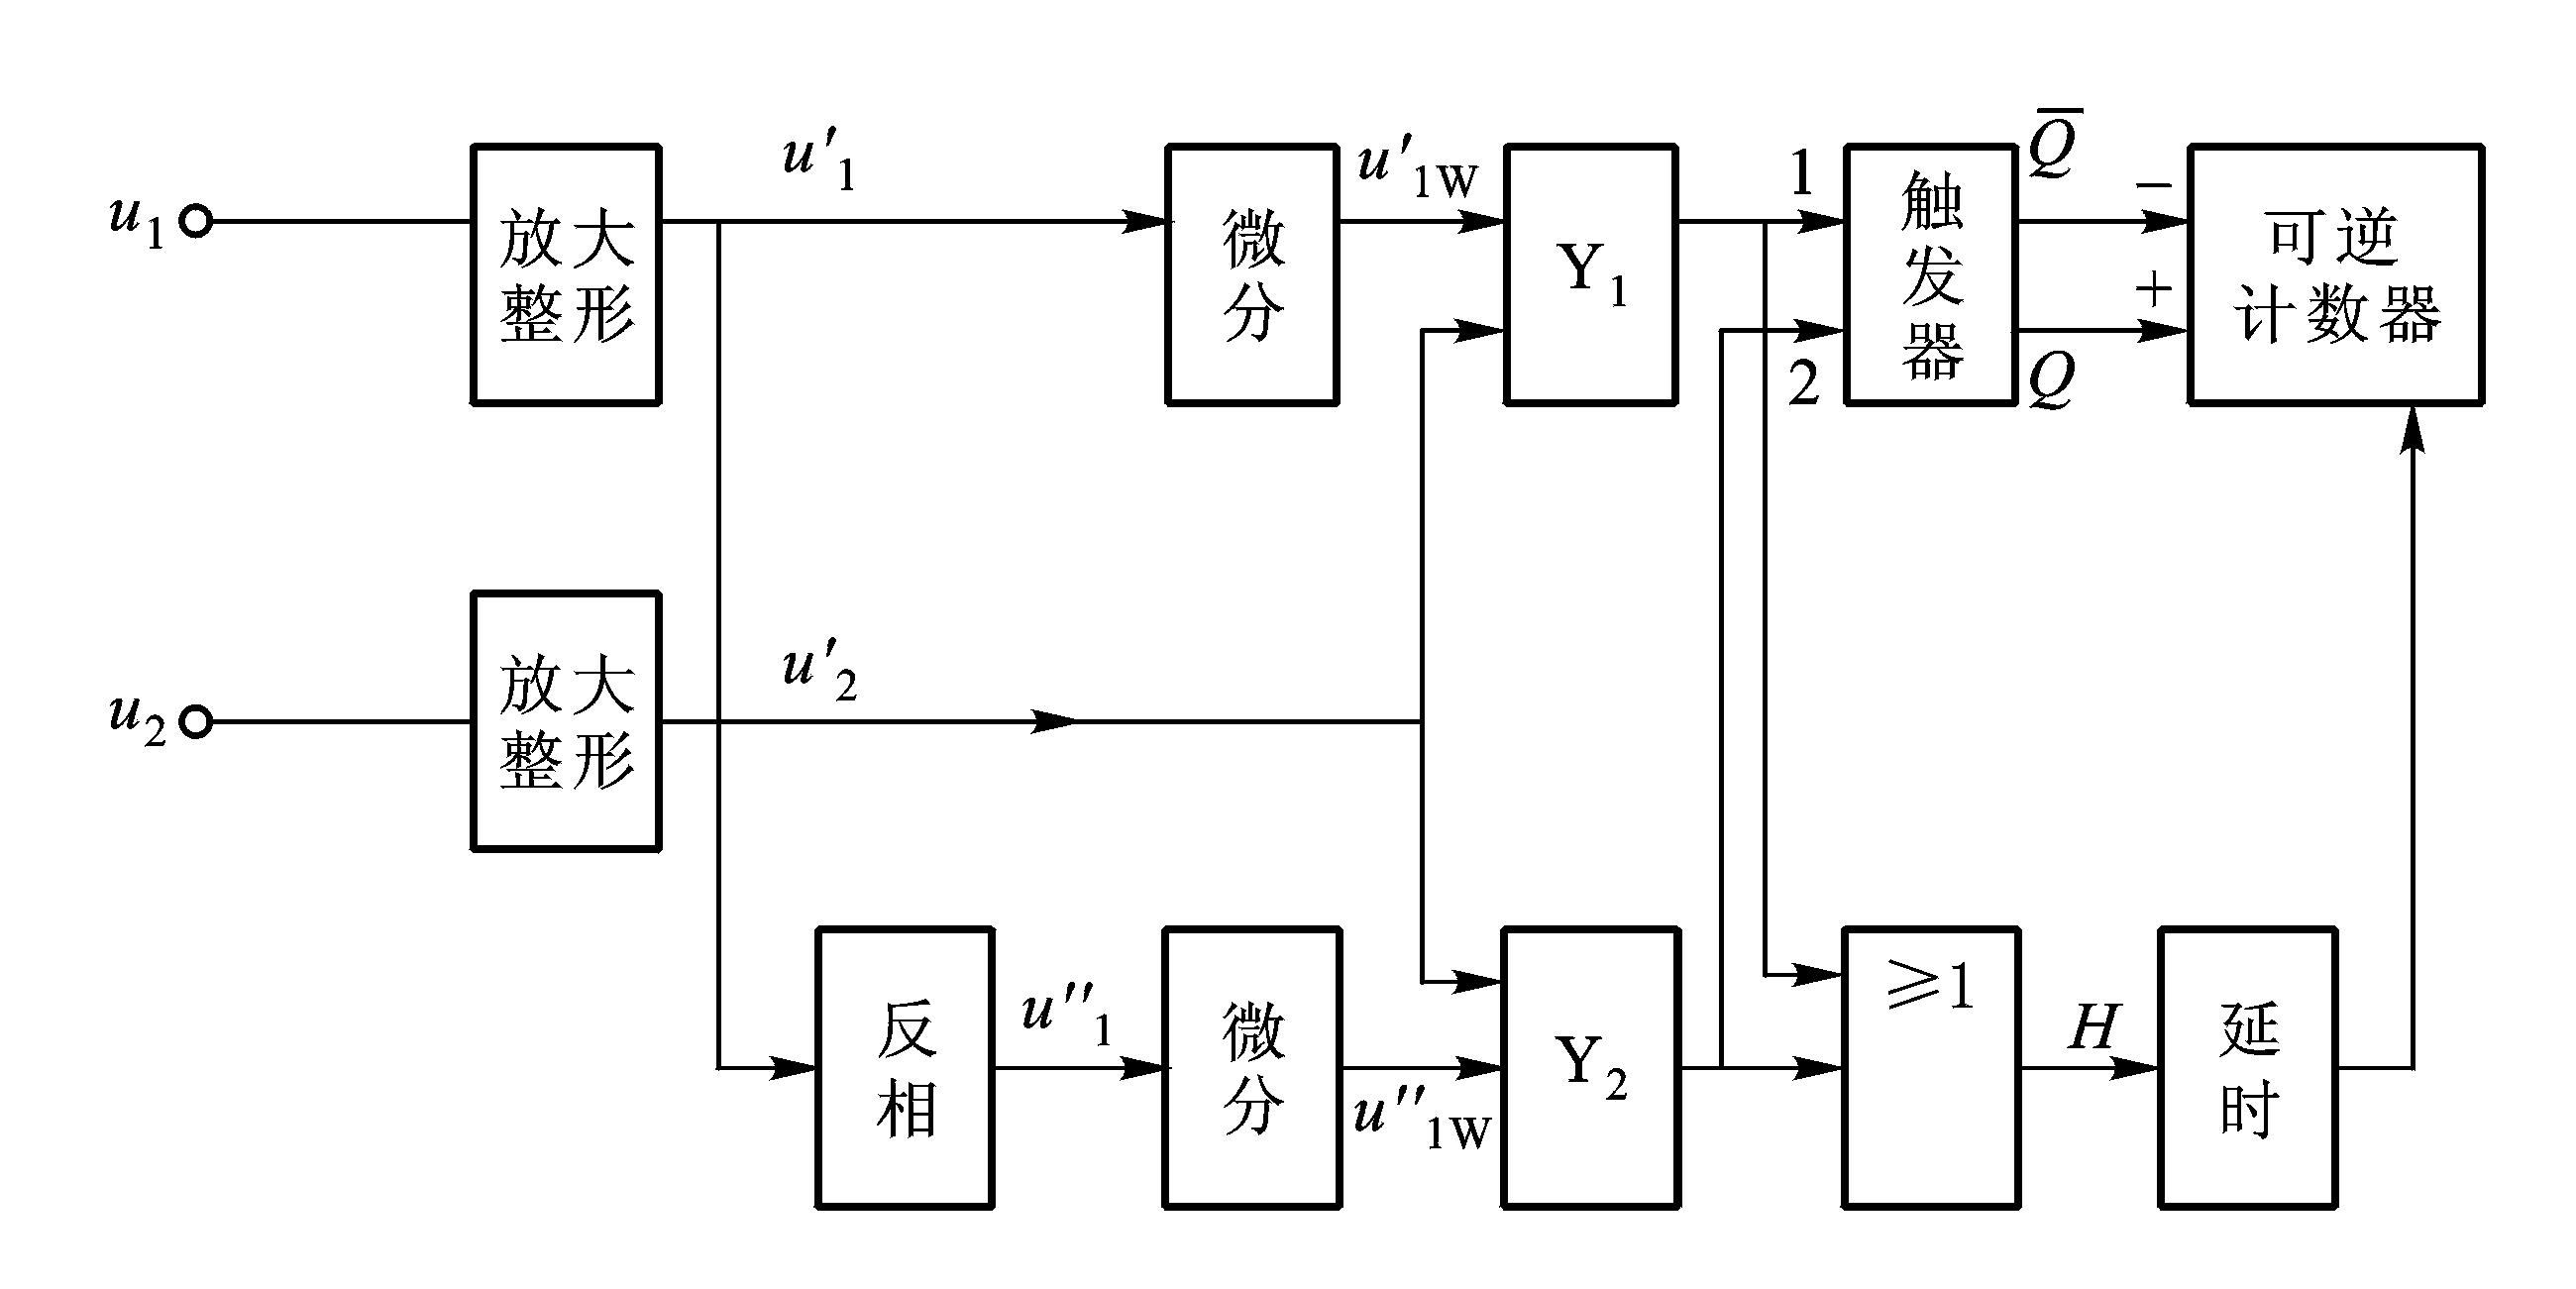 u₁
放大
整形
u′₁
微
分
u′₁W
Y₁
1
2
触
发
器
Q̅
Q
−
+
可逆
计数器
u₂
放大
整形
u′₂
反
相
u″₁
微
分
u″₁W
Y₂
≥1
H
延
时